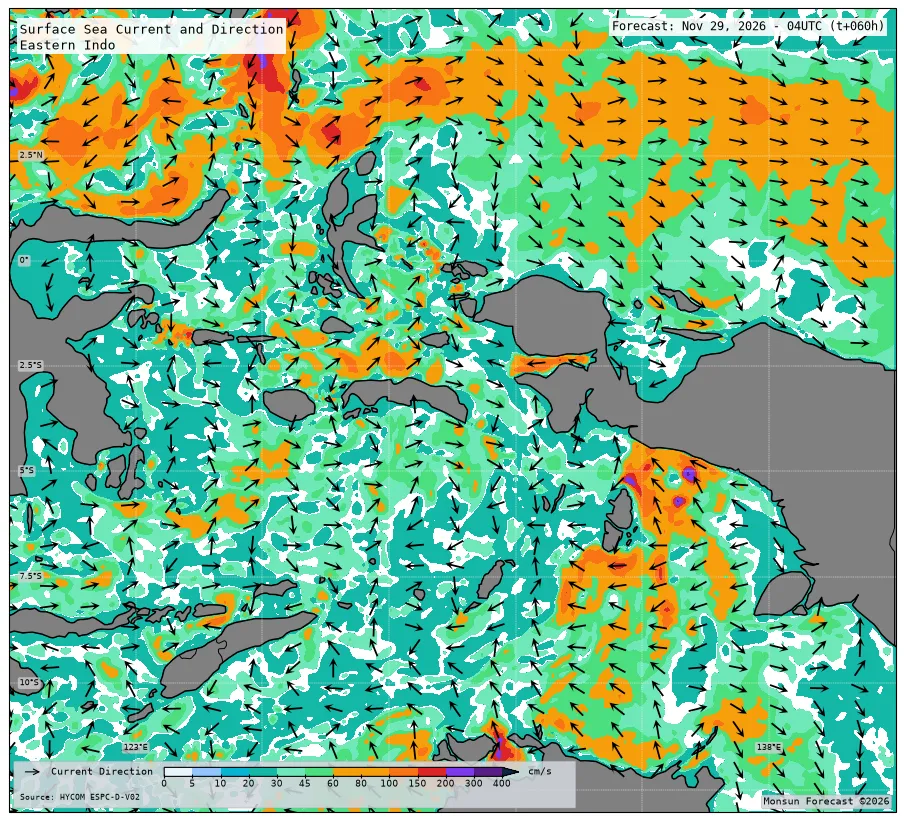 Surface Sea Current and Direction
Eastern Indo
Forecast: Nov 29, 2026 - 04UTC (t+060h)
2.5°N
0°
2.5°S
5°S
7.5°S
10°S
123°E
138°E
Current Direction
cm/s
0 5 10 20 30 45 60 80 100 150 200 300 400
Source: HYCOM ESPC-D-V02
Monsun Forecast ©2026